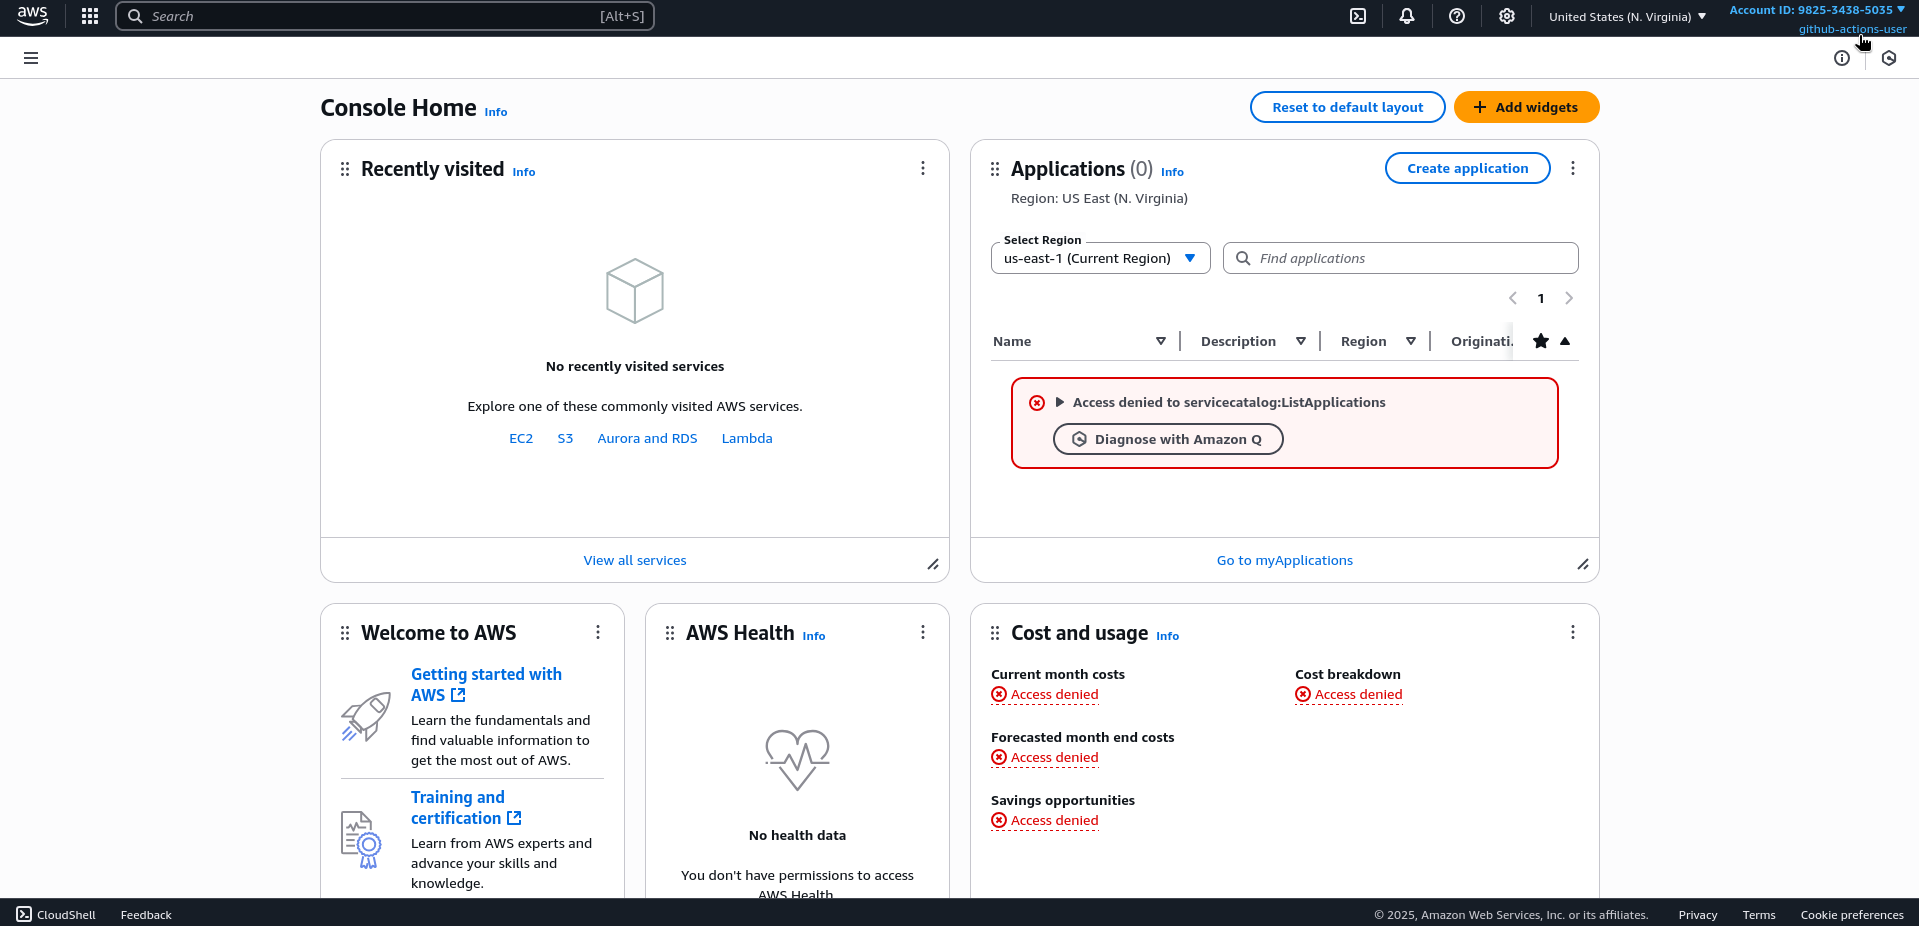 aws
Search
[Alt+S]
United States (N. Virginia)
Account ID: 9825-3438-5035
github-actions-user
Console Home Info
Reset to default layout
Add widgets
Recently visited Info
No recently visited services
Explore one of these commonly visited AWS services.
EC2 S3 Aurora and RDS Lambda
View all services
Applications (0) Info
Create application
Region: US East (N. Virginia)
Select Region
us-east-1 (Current Region)
Find applications
1
Name Description Region Originati.
Access denied to servicecatalog:ListApplications
Diagnose with Amazon Q
Go to myApplications
Welcome to AWS
Getting started with
AWS
Learn the fundamentals and
find valuable information to
get the most out of AWS.
Training and
certification
Learn from AWS experts and
advance your skills and
knowledge.
AWS Health Info
No health data
You don't have permissions to access
AWS Health
Cost and usage Info
Current month costs
Access denied
Cost breakdown
Access denied
Forecasted month end costs
Access denied
Savings opportunities
Access denied
CloudShell Feedback
© 2025, Amazon Web Services, Inc. or its affiliates. Privacy Terms Cookie preferences